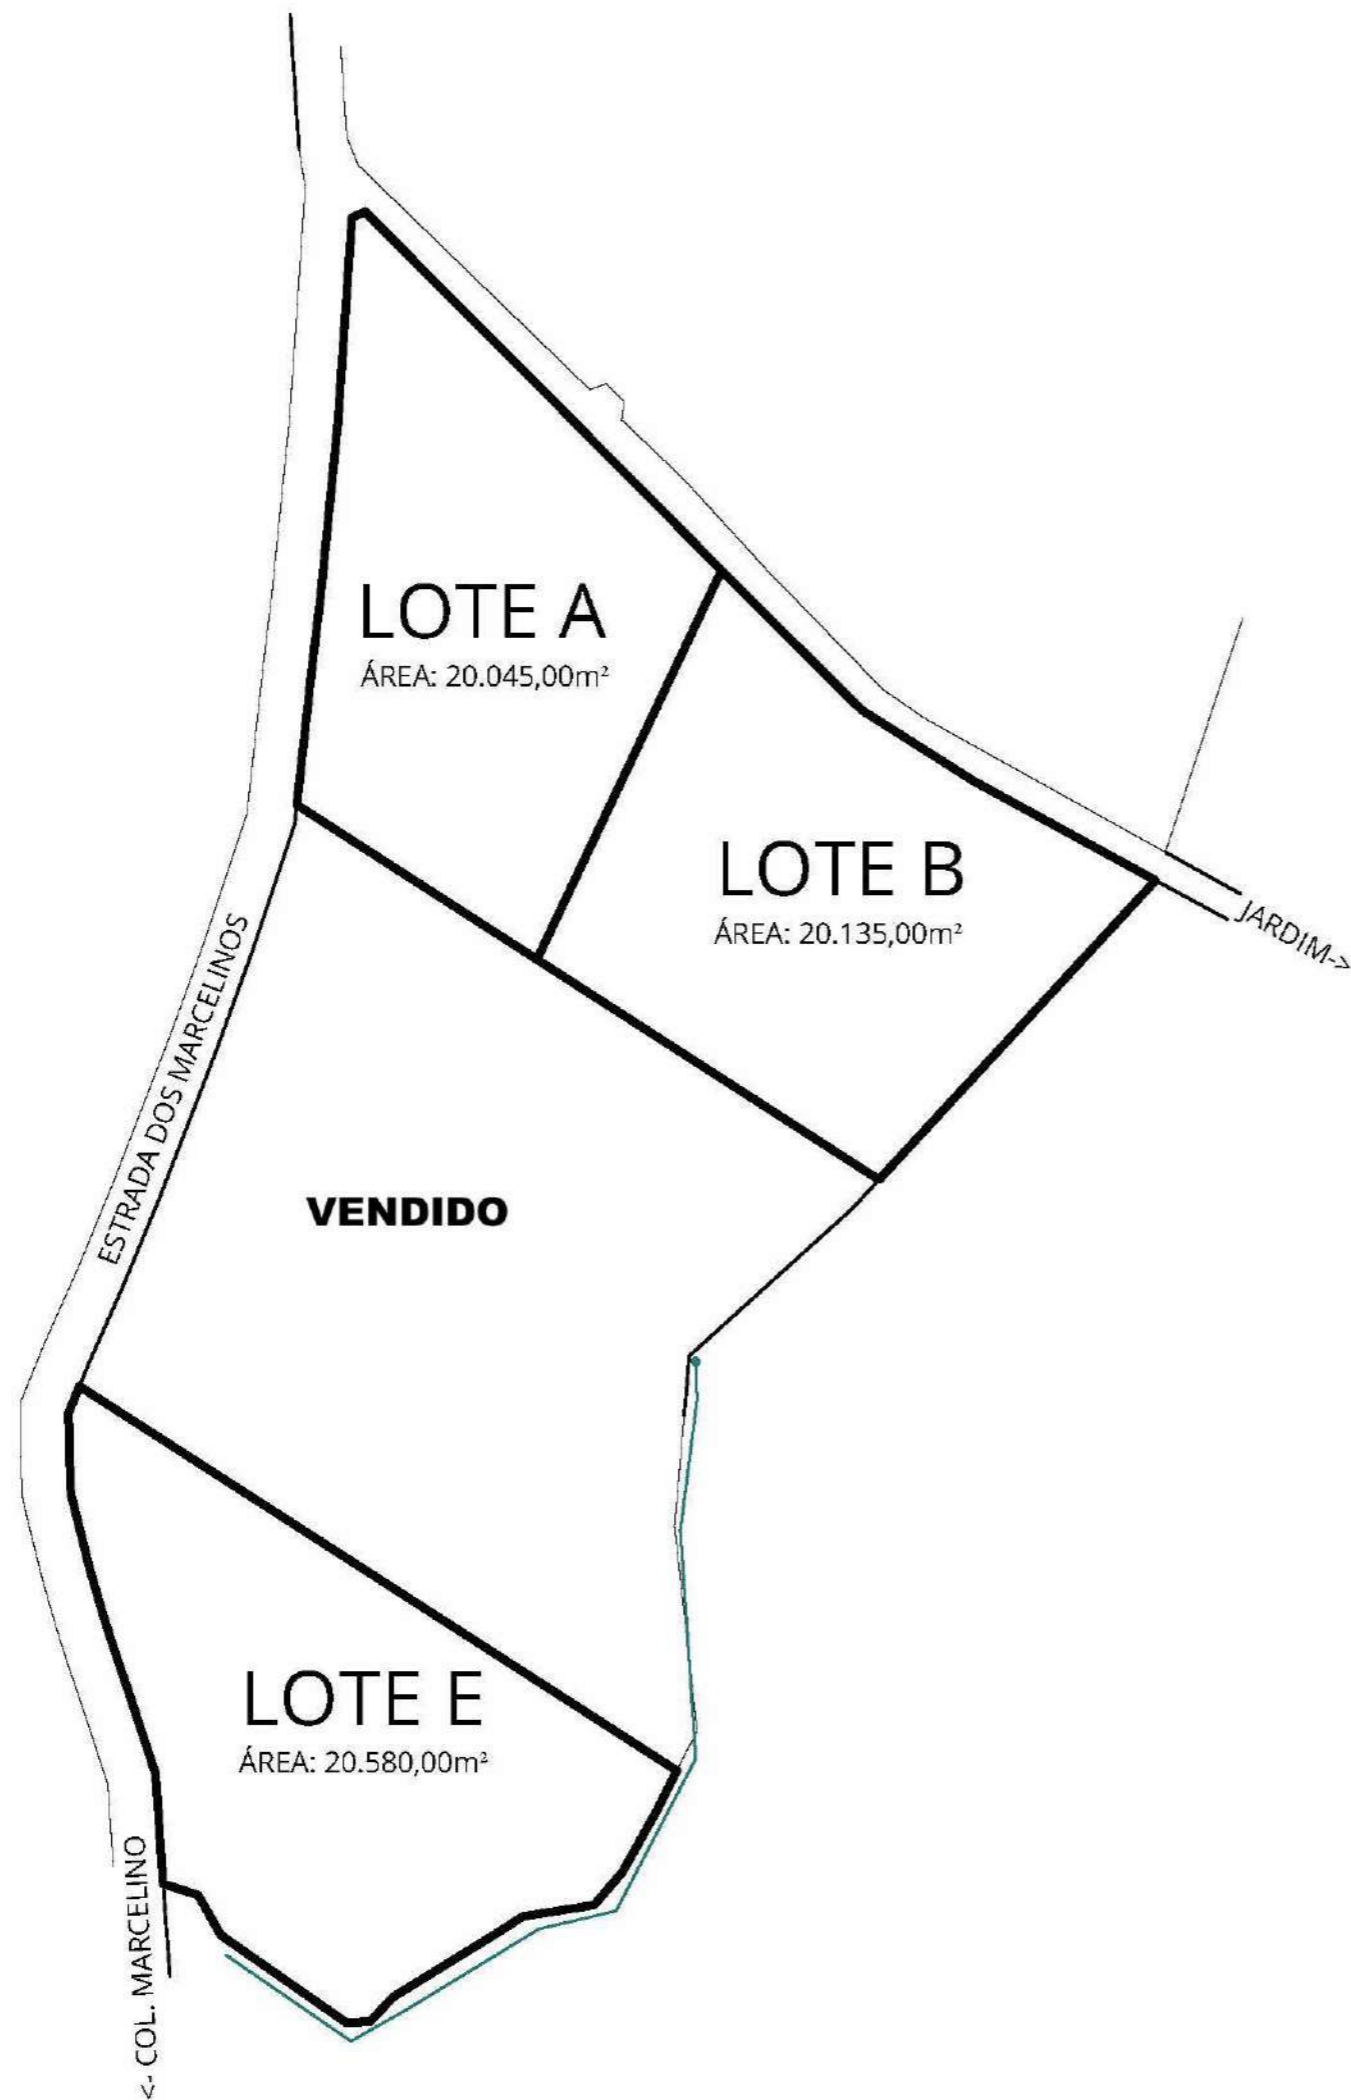 LOTE A
ÁREA: 20.045,00m²
LOTE B
ÁREA: 20.135,00m²
JARDIM->
ESTRADA DOS MARCELINOS
VENDIDO
LOTE E
ÁREA: 20.580,00m²
<- COL. MARCELINO